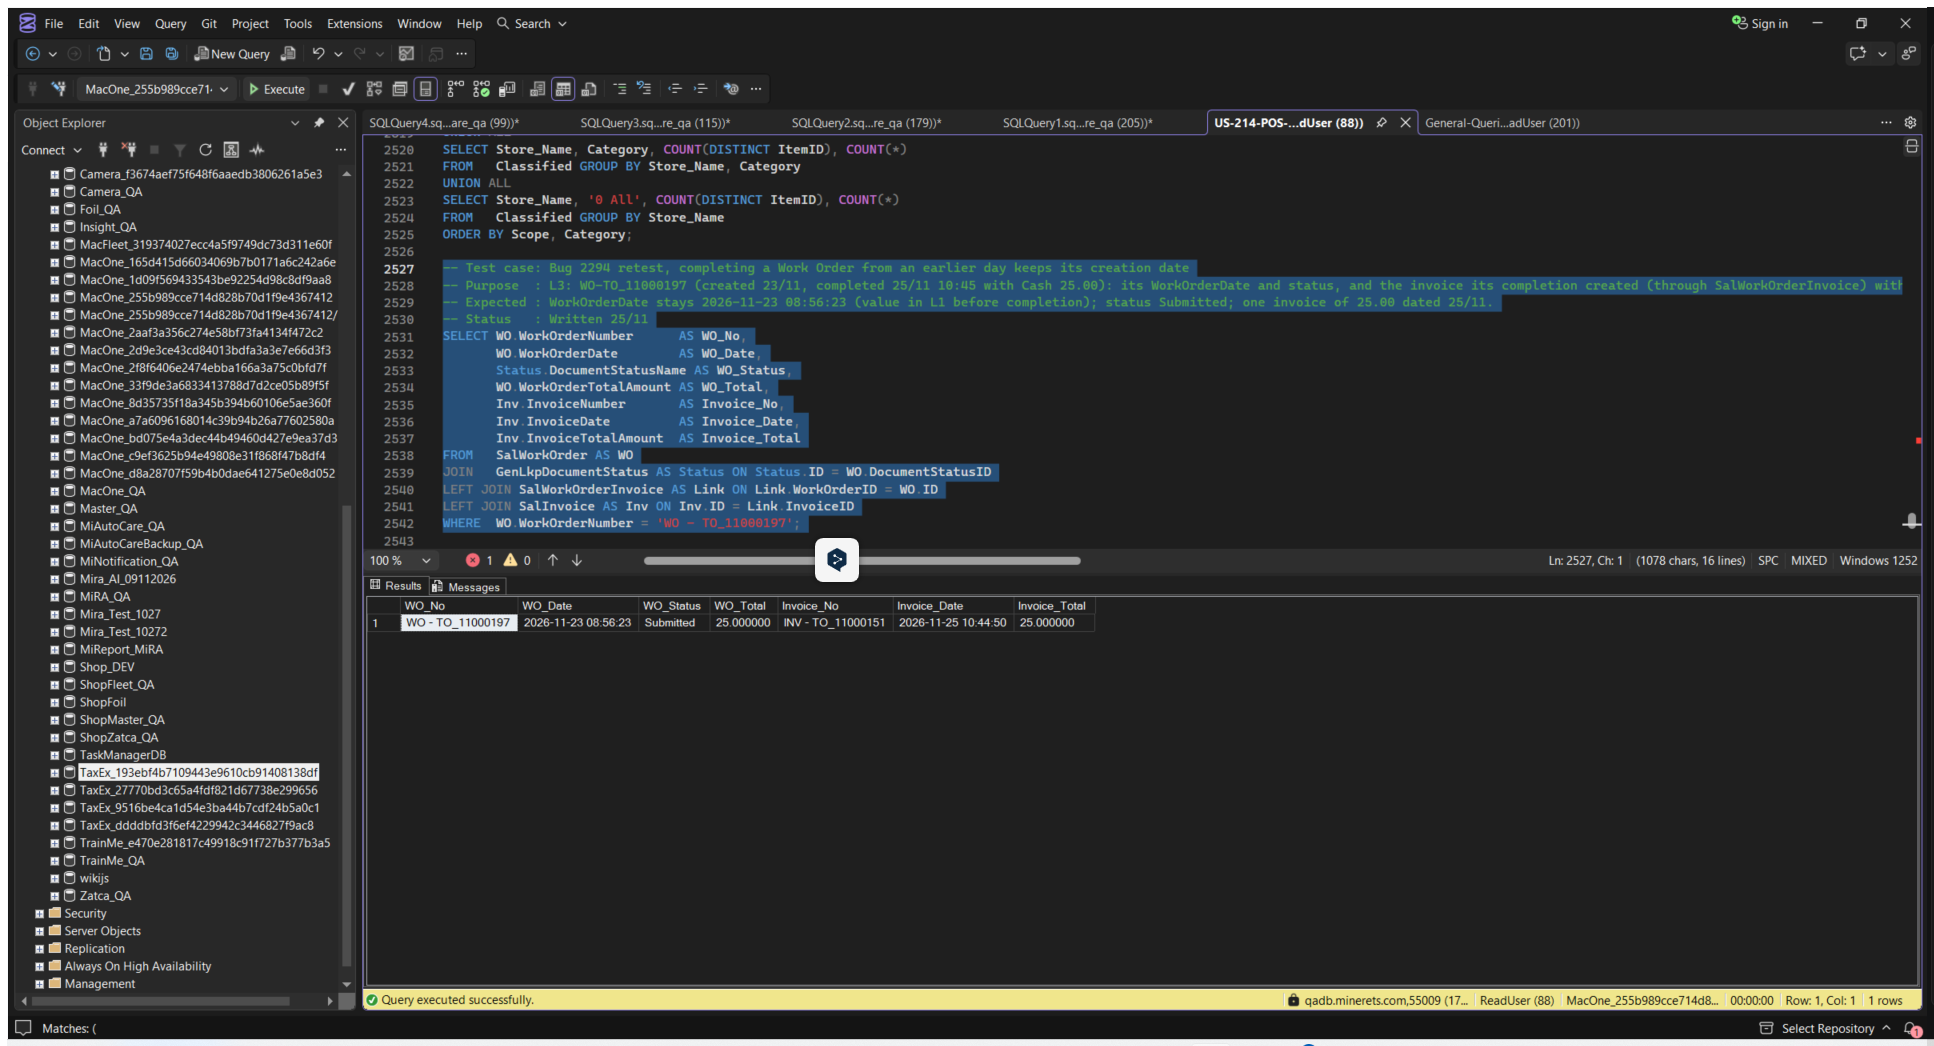 File Edit View Query Git Project Tools Extensions Window Help Search
Sign in
New Query
MacOne_255b989cce71 Execute
Object Explorer
SQLQuery4.sq...are_qa (99))* SQLQuery3.sq...re_qa (115))* SQLQuery2.sq...re_qa (179))* SQLQuery1.sq...re_qa (205))* US-214-POS-...dUser (88)) General-Queri...adUser (201))
Connect
Camera_f3674aef75f648f6aaedb3806261a5e3
Camera_QA
Foil_QA
Insight_QA
MacFleet_319374027ecc4a5f9749dc73d311e60f
MacOne_165d415d66034069b7b0171a6c242a6e
MacOne_1d09f569433543be92254d98c8df9aa8
MacOne_255b989cce714d828b70d1f9e4367412
MacOne_255b989cce714d828b70d1f9e4367412/
MacOne_2aaf3a356c274e58bf73fa4134f472c2
MacOne_2d9e3ce43cd84013bdfa3a3e7e66d3f3
MacOne_2f8f6406e2474ebba166a3a75c0bfd7f
MacOne_33f9de3a6833413788d7d2ce05b89f5f
MacOne_8d35735f18a345b394b60106e5ae360f
MacOne_a7a6096168014c39b94b26a77602580a
MacOne_bd075e4a3dec44b49460d427e9ea37d3
MacOne_c9ef3625b94e49808e31f868f47b8df4
MacOne_d8a28707f59b4b0dae641275e0e8d052
MacOne_QA
Master_QA
MiAutoCare_QA
MiAutoCareBackup_QA
MiNotification_QA
Mira_AI_09112026
MiRA_QA
Mira_Test_1027
Mira_Test_10272
MiReport_MiRA
Shop_DEV
ShopFleet_QA
ShopFoil
ShopMaster_QA
ShopZatca_QA
TaskManagerDB
TaxEx_193ebf4b7109443e9610cb91408138df
TaxEx_27770bd3c65a4fdf821d67738e299656
TaxEx_9516be4ca1d54e3ba44b7cdf24b5a0c1
TaxEx_ddddbfd3f6ef4229942c3446827f9ac8
TrainMe_e470e281817c49918c91f727b377b3a5
TrainMe_QA
wikijs
Zatca_QA
Security
Server Objects
Replication
Always On High Availability
Management
2520 SELECT Store_Name, Category, COUNT(DISTINCT ItemID), COUNT(*)
2521 FROM Classified GROUP BY Store_Name, Category
2522 UNION ALL
2523 SELECT Store_Name, '0 All', COUNT(DISTINCT ItemID), COUNT(*)
2524 FROM Classified GROUP BY Store_Name
2525 ORDER BY Scope, Category;
2526
2527 -- Test case: Bug 2294 retest, completing a Work Order from an earlier day keeps its creation date
2528 -- Purpose : L3: WO-TO_11000197 (created 23/11, completed 25/11 10:45 with Cash 25.00): its WorkOrderDate and status, and the invoice its completion created (through SalWorkOrderInvoice) with
2529 -- Expected : WorkOrderDate stays 2026-11-23 08:56:23 (value in L1 before completion); status Submitted; one invoice of 25.00 dated 25/11.
2530 -- Status : Written 25/11
2531 SELECT WO.WorkOrderNumber AS WO_No,
2532 WO.WorkOrderDate AS WO_Date,
2533 Status.DocumentStatusName AS WO_Status,
2534 WO.WorkOrderTotalAmount AS WO_Total,
2535 Inv.InvoiceNumber AS Invoice_No,
2536 Inv.InvoiceDate AS Invoice_Date,
2537 Inv.InvoiceTotalAmount AS Invoice_Total
2538 FROM SalWorkOrder AS WO
2539 JOIN GenLkpDocumentStatus AS Status ON Status.ID = WO.DocumentStatusID
2540 LEFT JOIN SalWorkOrderInvoice AS Link ON Link.WorkOrderID = WO.ID
2541 LEFT JOIN SalInvoice AS Inv ON Inv.ID = Link.InvoiceID
2542 WHERE WO.WorkOrderNumber = 'WO - TO_11000197';
2543
100 % 1 0 Ln: 2527, Ch: 1 (1078 chars, 16 lines) SPC MIXED Windows 1252
Results Messages
WO_No WO_Date WO_Status WO_Total Invoice_No Invoice_Date Invoice_Total
1 WO - TO_11000197 2026-11-23 08:56:23 Submitted 25.000000 INV - TO_11000151 2026-11-25 10:44:50 25.000000
Query executed successfully. qadb.minerets.com,55009 (17... ReadUser (88) MacOne_255b989cce714d8... 00:00:00 Row: 1, Col: 1 1 rows
Matches: ( Select Repository 1